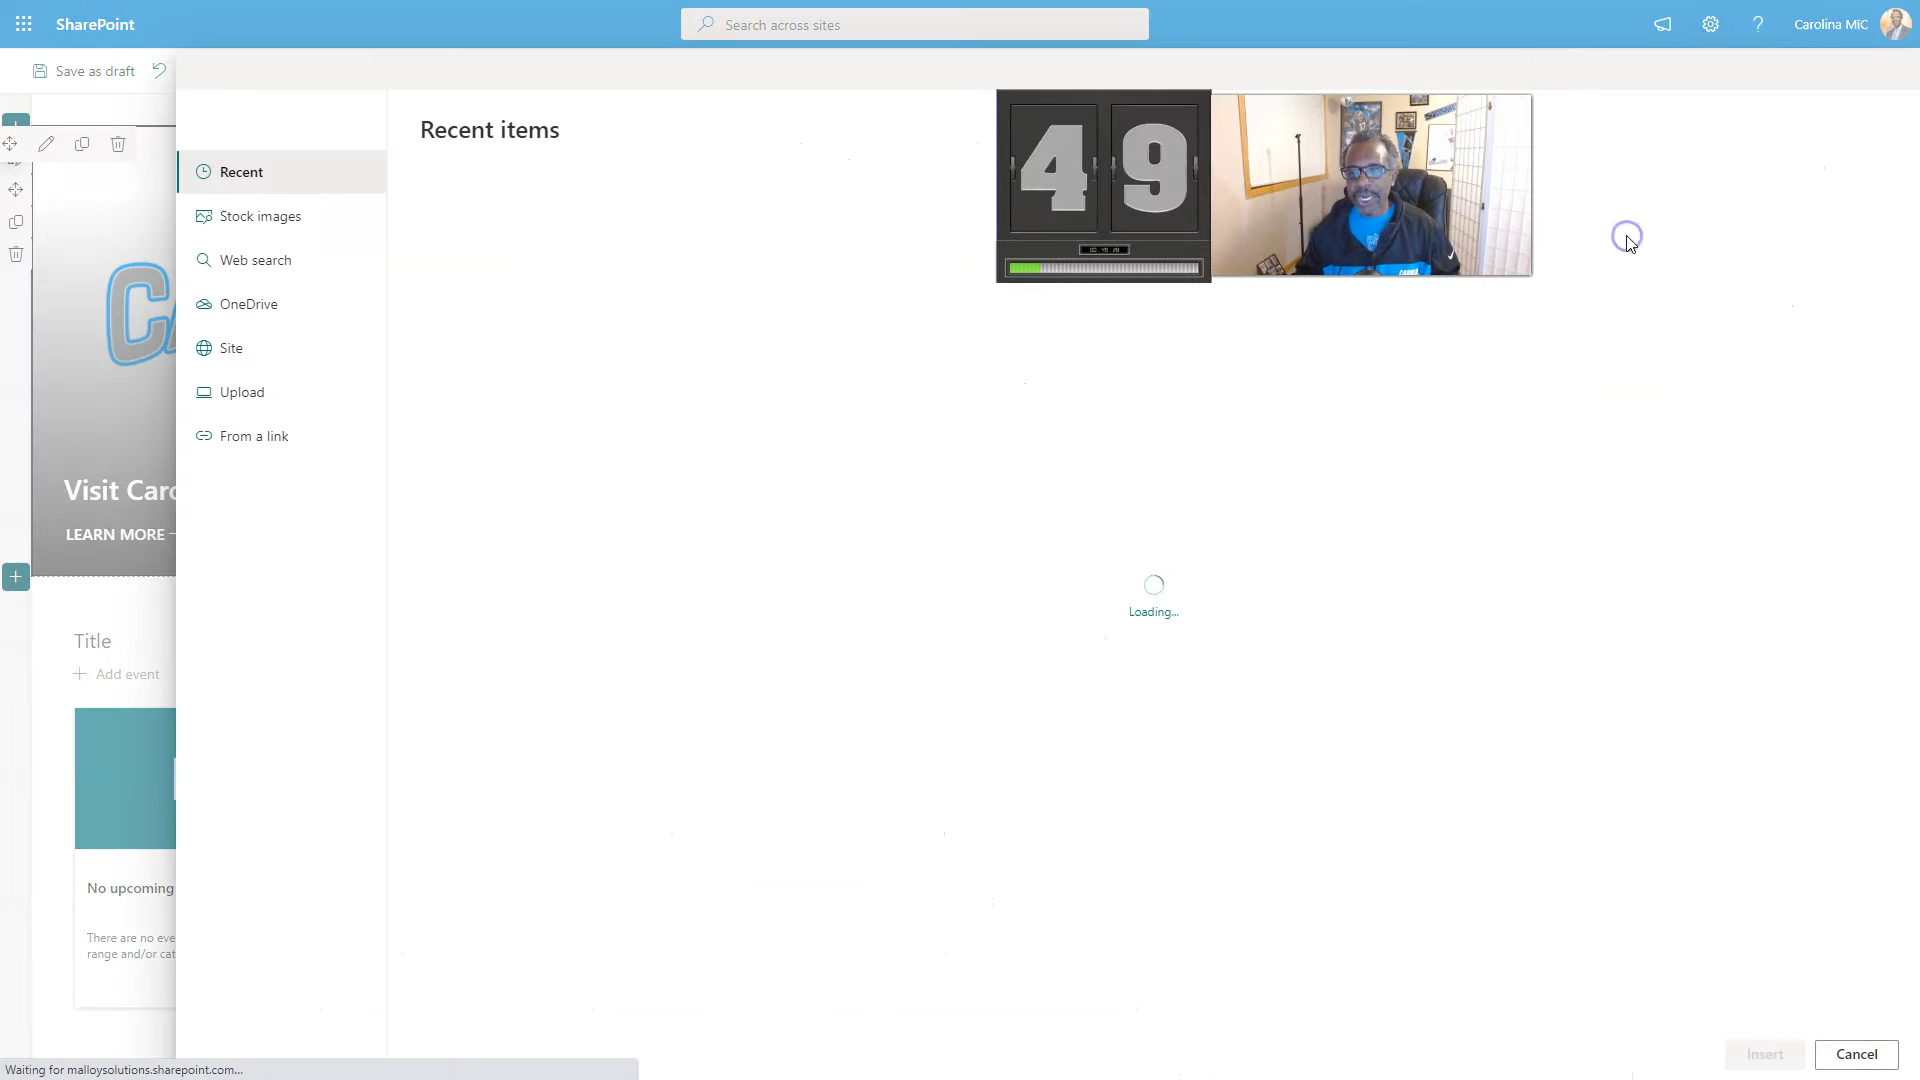 SharePoint
Search across sites
Carolina MiC
Save as draft
Recent items
Recent
Stock images
Web search
OneDrive
Site
Upload
From a link
49
Visit Caro
LEARN MORE
Title
Add event
Loading...
No upcoming
There are no eve
range and/or cat
Insert
Cancel
Waiting for malloysolutions.sharepoint.com...